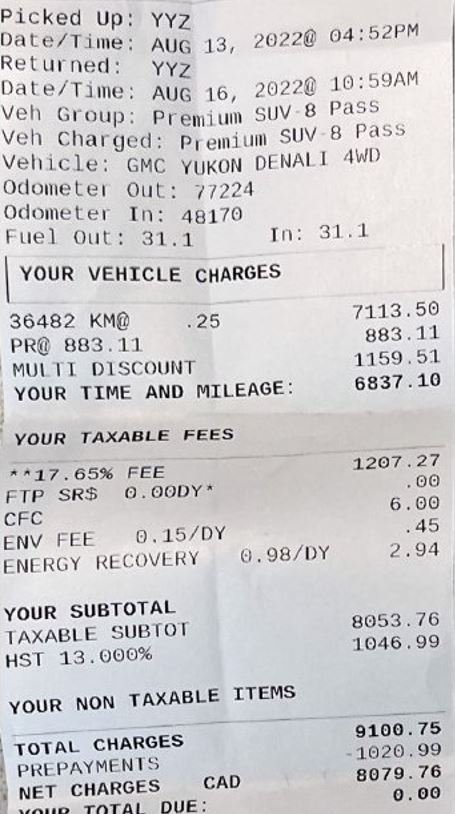 Picked Up: YYZ
Date/Time: AUG 13, 2022@ 04:52PM
Returned: YYZ
Date/Time: AUG 16, 2022@ 10:59AM
Veh Group: Premium SUV-8 Pass
Veh Charged: Premium SUV-8 Pass
Vehicle: GMC YUKON DENALI 4WD
Odometer Out: 77224
Odometer In: 48170
Fuel Out: 31.1 In: 31.1
YOUR VEHICLE CHARGES
36482 KM@ .25 7113.50
PR@ 883.11 883.11
MULTI DISCOUNT 1159.51
YOUR TIME AND MILEAGE: 6837.10
YOUR TAXABLE FEES
**17.65% FEE 1207.27
FTP SR$ 0.00DY* .00
CFC 6.00
ENV FEE 0.15/DY .45
ENERGY RECOVERY 0.98/DY 2.94
YOUR SUBTOTAL
TAXABLE SUBTOT 8053.76
HST 13.000% 1046.99
YOUR NON TAXABLE ITEMS
TOTAL CHARGES 9100.75
PREPAYMENTS -1020.99
NET CHARGES CAD 8079.76
YOUR TOTAL DUE: 0.00